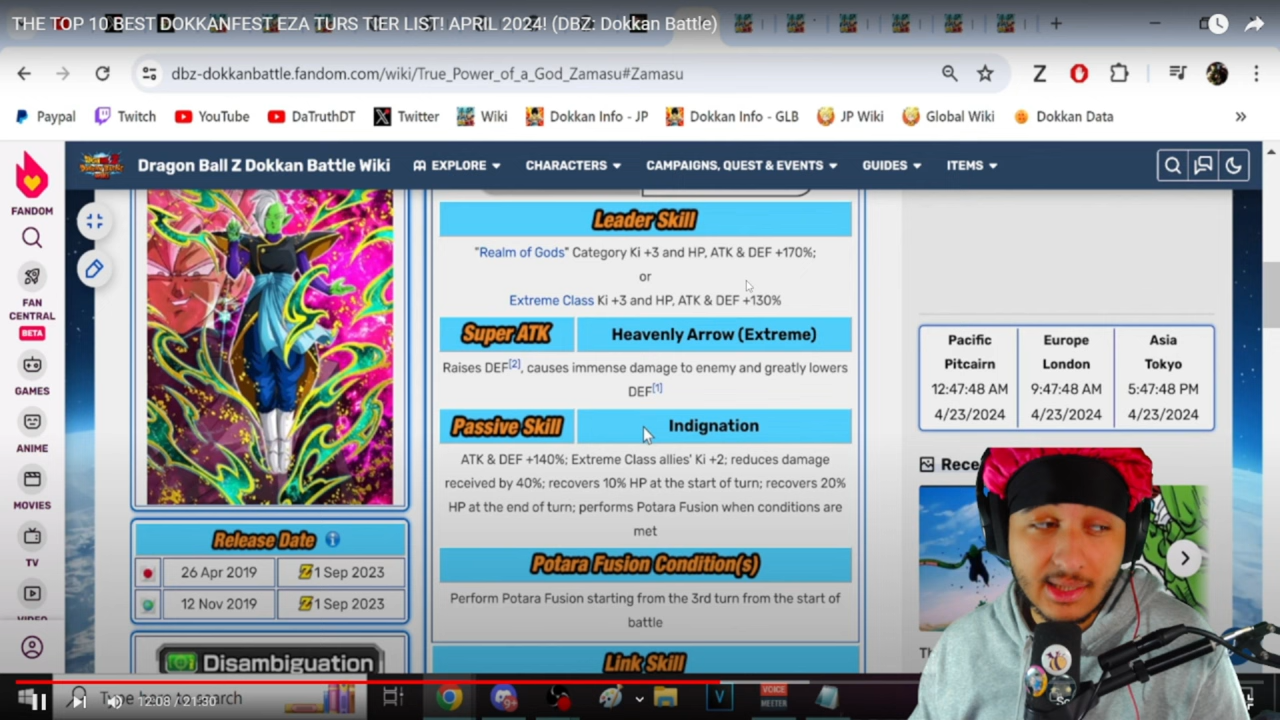 THE TOP 10 BEST DOKKANFEST EZA TURS TIER LIST! APRIL 2024! (DBZ: Dokkan Battle)
dbz-dokkanbattle.fandom.com/wiki/True_Power_of_a_God_Zamasu#Zamasu
Paypal Twitch YouTube DaTruthDT Twitter Wiki Dokkan Info - JP Dokkan Info - GLB JP Wiki Global Wiki Dokkan Data
Dragon Ball Z Dokkan Battle Wiki EXPLORE CHARACTERS CAMPAIGNS, QUEST & EVENTS GUIDES ITEMS
FANDOM
FAN
CENTRAL
BETA
GAMES
ANIME
MOVIES
TV
Leader Skill
"Realm of Gods" Category Ki +3 and HP, ATK & DEF +170%;
or
Extreme Class Ki +3 and HP, ATK & DEF +130%
Super ATK Heavenly Arrow (Extreme)
Raises DEF[2], causes immense damage to enemy and greatly lowers
DEF[1]
Passive Skill Indignation
ATK & DEF +140%; Extreme Class allies' Ki +2; reduces damage
received by 40%; recovers 10% HP at the start of turn; recovers 20%
HP at the end of turn; performs Potara Fusion when conditions are
met
Potara Fusion Condition(s)
Perform Potara Fusion starting from the 3rd turn from the start of
battle
Link Skill
Release Date
26 Apr 2019 Z 1 Sep 2023
12 Nov 2019 Z 1 Sep 2023
Disambiguation
Pacific Europe Asia
Pitcairn London Tokyo
12:47:48 AM 9:47:48 AM 5:47:48 PM
4/23/2024 4/23/2024 4/23/2024
Rece
Type here to search
12:08 / 21:30
VOICE
MEETER